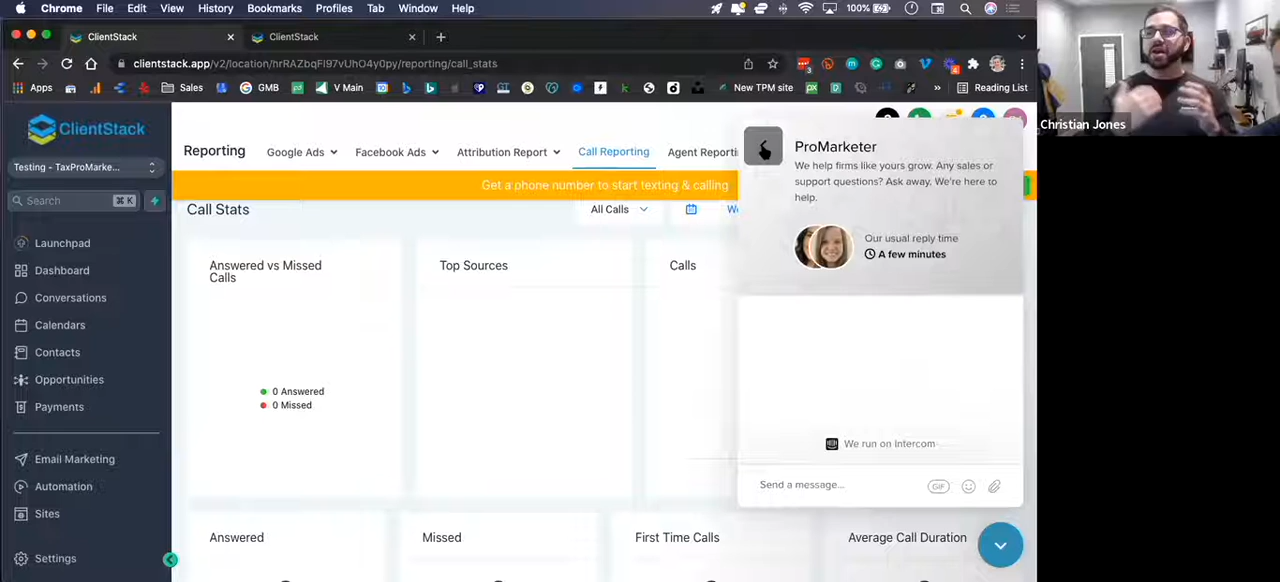 Chrome File Edit View History Bookmarks Profiles Tab Window Help 100%
ClientStack ClientStack
clientstack.app/v2/location/hrRAZbqFI97vUhO4y0py/reporting/call_stats
Apps Sales GMB V Main New TPM site » Reading List
Christian Jones
ClientStack
Testing - TaxProMarke...
Search ⌘ K
Launchpad
Dashboard
Conversations
Calendars
Contacts
Opportunities
Payments
Email Marketing
Automation
Sites
Settings
Reporting Google Ads Facebook Ads Attribution Report Call Reporting Agent Reporti
Get a phone number to start texting & calling
Call Stats All Calls We
Answered vs Missed
Calls
Top Sources
Calls
0 Answered
0 Missed
Answered Missed First Time Calls Average Call Duration
ProMarketer
We help firms like yours grow. Any sales or
support questions? Ask away. We're here to
help.
Our usual reply time
A few minutes
We run on Intercom
Send a message... GIF